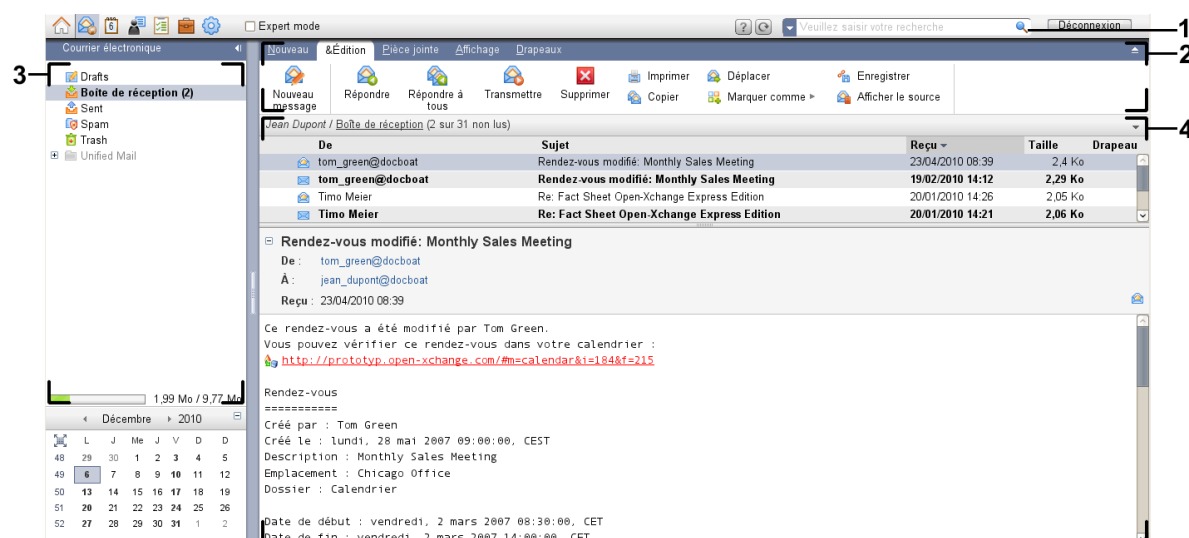 6
Expert mode
Veuillez saisir votre recherche
Déconnexion
1
Courrier électronique
Nouveau &Édition Pièce jointe Affichage Drapeaux
2
3
Drafts
Boîte de réception (2)
Sent
Spam
Trash
Unified Mail
Nouveau message
Répondre
Répondre à tous
Transmettre
Supprimer
Imprimer
Copier
Déplacer
Marquer comme
Enregistrer
Afficher le source
Jean Dupont / Boîte de réception (2 sur 31 non lus)
4
De Sujet Reçu Taille Drapeau
tom_green@docboat Rendez-vous modifié: Monthly Sales Meeting 23/04/2010 08:39 2,4 Ko
tom_green@docboat Rendez-vous modifié: Monthly Sales Meeting 19/02/2010 14:12 2,29 Ko
Timo Meier Re: Fact Sheet Open-Xchange Express Edition 20/01/2010 14:26 2,05 Ko
Timo Meier Re: Fact Sheet Open-Xchange Express Edition 20/01/2010 14:21 2,06 Ko
Rendez-vous modifié: Monthly Sales Meeting
De : tom_green@docboat
À : jean_dupont@docboat
Reçu : 23/04/2010 08:39
Ce rendez-vous a été modifié par Tom Green.
Vous pouvez vérifier ce rendez-vous dans votre calendrier :
http://prototyp.open-xchange.com/#m=calendar&i=184&f=215
Rendez-vous
===========
Créé par : Tom Green
Créé le : lundi, 28 mai 2007 09:00:00, CEST
Description : Monthly Sales Meeting
Emplacement : Chicago Office
Dossier : Calendrier
Date de début : vendredi, 2 mars 2007 08:30:00, CET
Date de fin : vendredi, 2 mars 2007 14:00:00, CET
1,99 Mo / 9,77 Mo
Décembre 2010
L J Me J V D D
48 29 30 1 2 3 4 5
49 6 7 8 9 10 11 12
50 13 14 15 16 17 18 19
51 20 21 22 23 24 25 26
52 27 28 29 30 31 1 2